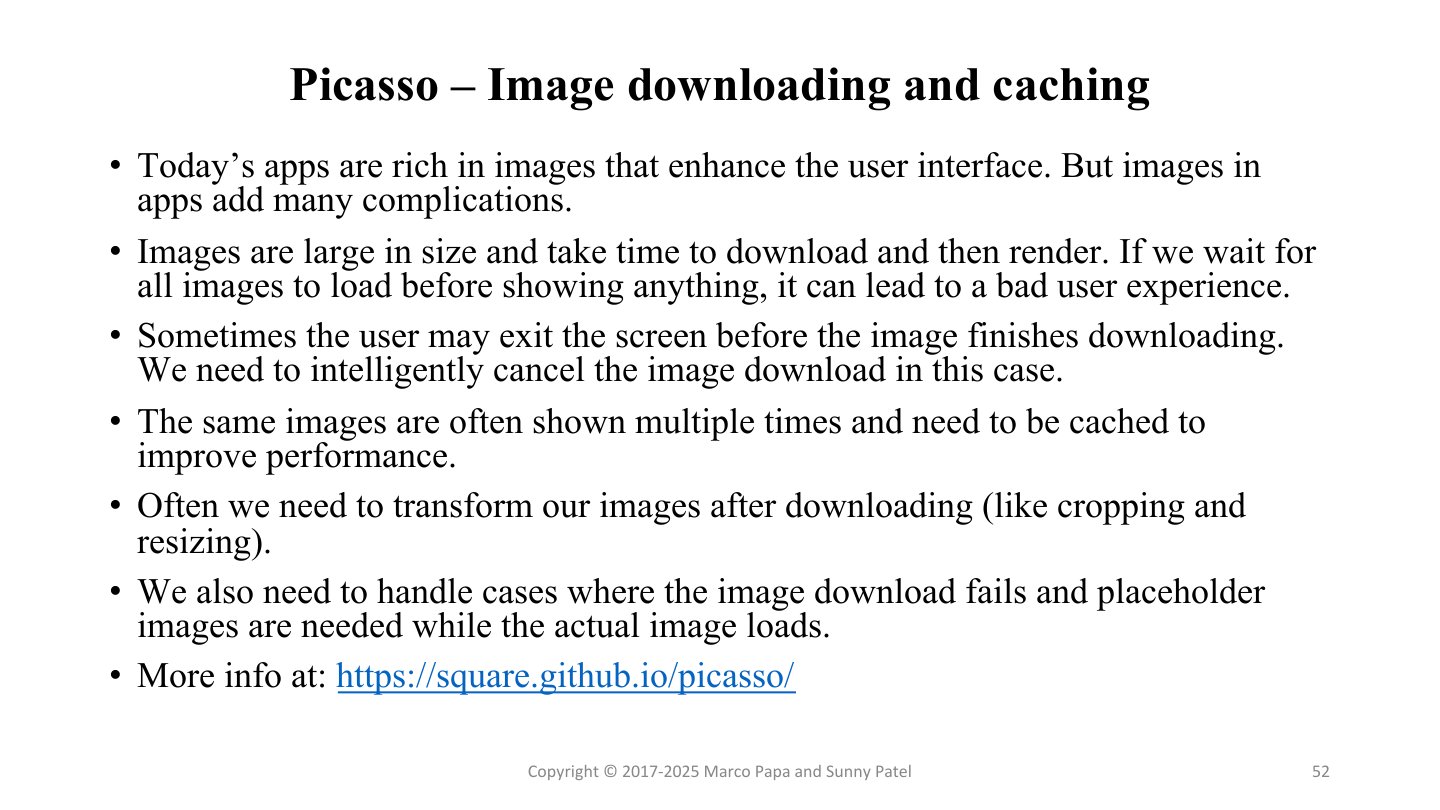 Picasso – Image downloading and caching
• Today’s apps are rich in images that enhance the user interface. But images in
apps add many complications.
• Images are large in size and take time to download and then render. If we wait for
all images to load before showing anything, it can lead to a bad user experience.
• Sometimes the user may exit the screen before the image finishes downloading.
We need to intelligently cancel the image download in this case.
• The same images are often shown multiple times and need to be cached to
improve performance.
• Often we need to transform our images after downloading (like cropping and
resizing).
• We also need to handle cases where the image download fails and placeholder
images are needed while the actual image loads.
• More info at: https://square.github.io/picasso/
Copyright © 2017-2025 Marco Papa and Sunny Patel
52